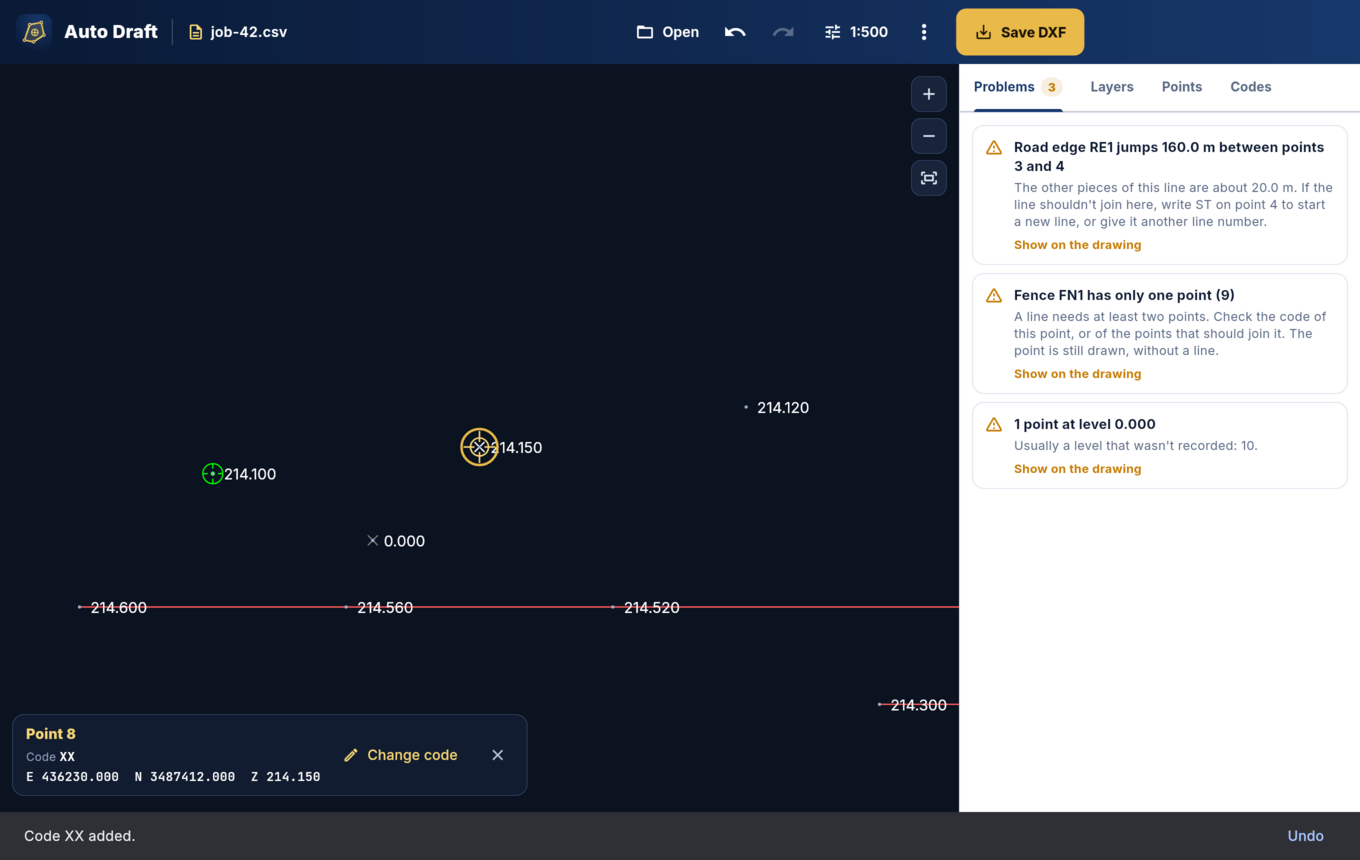 Auto Draft
job-42.csv
Open
1:500
Save DXF
Problems 3
Layers
Points
Codes
Road edge RE1 jumps 160.0 m between points
3 and 4
The other pieces of this line are about 20.0 m. If the
line shouldn't join here, write ST on point 4 to start
a new line, or give it another line number.
Show on the drawing
Fence FN1 has only one point (9)
A line needs at least two points. Check the code of
this point, or of the points that should join it. The
point is still drawn, without a line.
Show on the drawing
1 point at level 0.000
Usually a level that wasn't recorded: 10.
Show on the drawing
214.120
214.150
214.100
0.000
214.600
214.560
214.520
214.300
Point 8
Code XX
E 436230.000 N 3487412.000 Z 214.150
Change code
Code XX added.
Undo